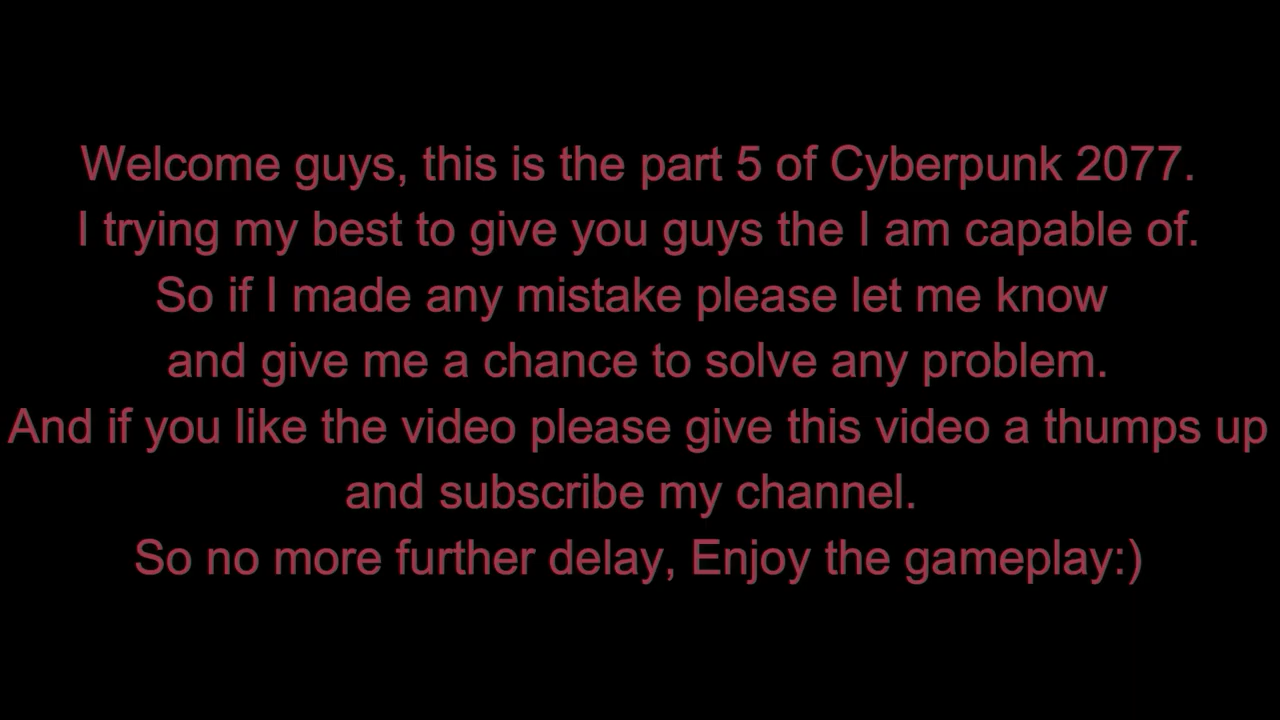 Welcome guys, this is the part 5 of Cyberpunk 2077.
I trying my best to give you guys the I am capable of.
So if I made any mistake please let me know
and give me a chance to solve any problem.
And if you like the video please give this video a thumps up
and subscribe my channel.
So no more further delay, Enjoy the gameplay:)